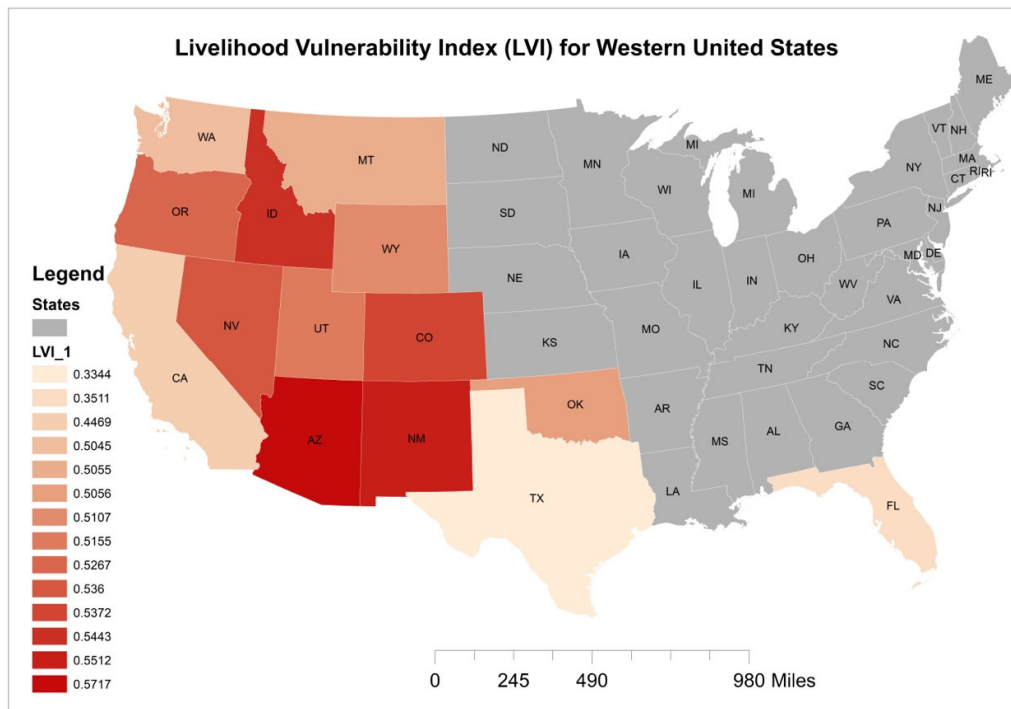 Livelihood Vulnerability Index (LVI) for Western United States
ME
WA
VT NH
MT
ND
MN
MI
MA
NY
CT RI RI
OR
ID
WI
MI
SD
WY
PA
NJ
IA
OH
MD DE
NE
IL
IN
WV
VA
NV
UT
CO
KS
MO
KY
NC
CA
TN
SC
OK
AR
AZ
NM
MS
AL
GA
LA
TX
FL
Legend
States
LVI_1
0.3344
0.3511
0.4469
0.5045
0.5055
0.5056
0.5107
0.5155
0.5267
0.536
0.5372
0.5443
0.5512
0.5717
0 245 490 980 Miles